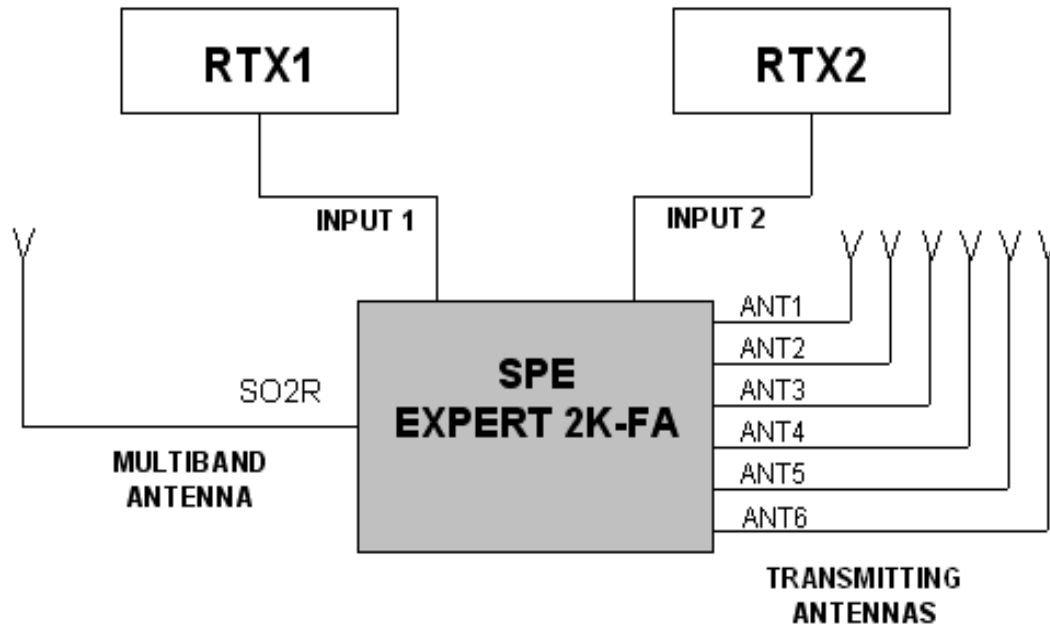 RTX1
RTX2
INPUT 1
INPUT 2
ANT1
ANT2
ANT3
ANT4
ANT5
ANT6
SO2R
SPE
EXPERT 2K-FA
MULTIBAND
ANTENNA
TRANSMITTING
ANTENNAS